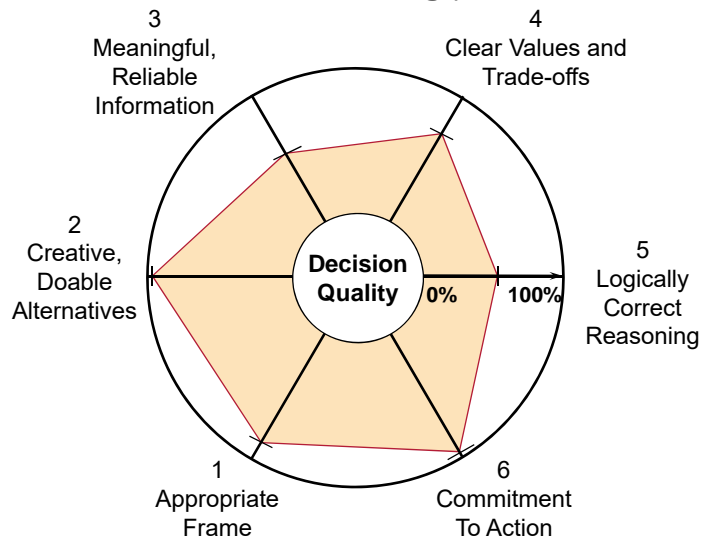 3
Meaningful,
Reliable
Information
4
Clear Values and
Trade-offs
2
Creative,
Doable
Alternatives
Decision
Quality
0%
100%
5
Logically
Correct
Reasoning
1
Appropriate
Frame
6
Commitment
To Action